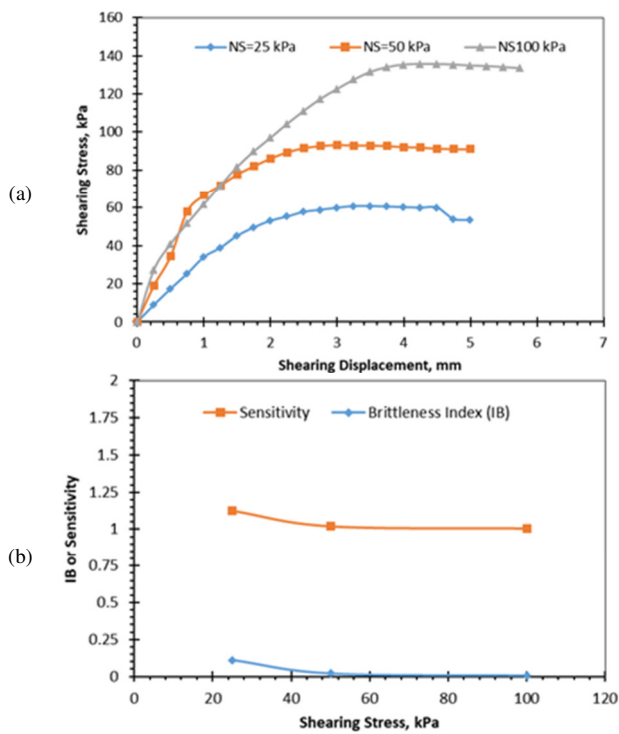 (a)
160
140
120
100
80
60
40
20
0
Shearing Stress, kPa
NS=25 kPa NS=50 kPa NS100 kPa
0 1 2 3 4 5 6 7
Shearing Displacement, mm
(b)
2
1.75
1.5
1.25
1
0.75
0.5
0.25
0
IB or Sensitivity
Sensitivity Brittleness Index (IB)
0 20 40 60 80 100 120
Shearing Stress, kPa